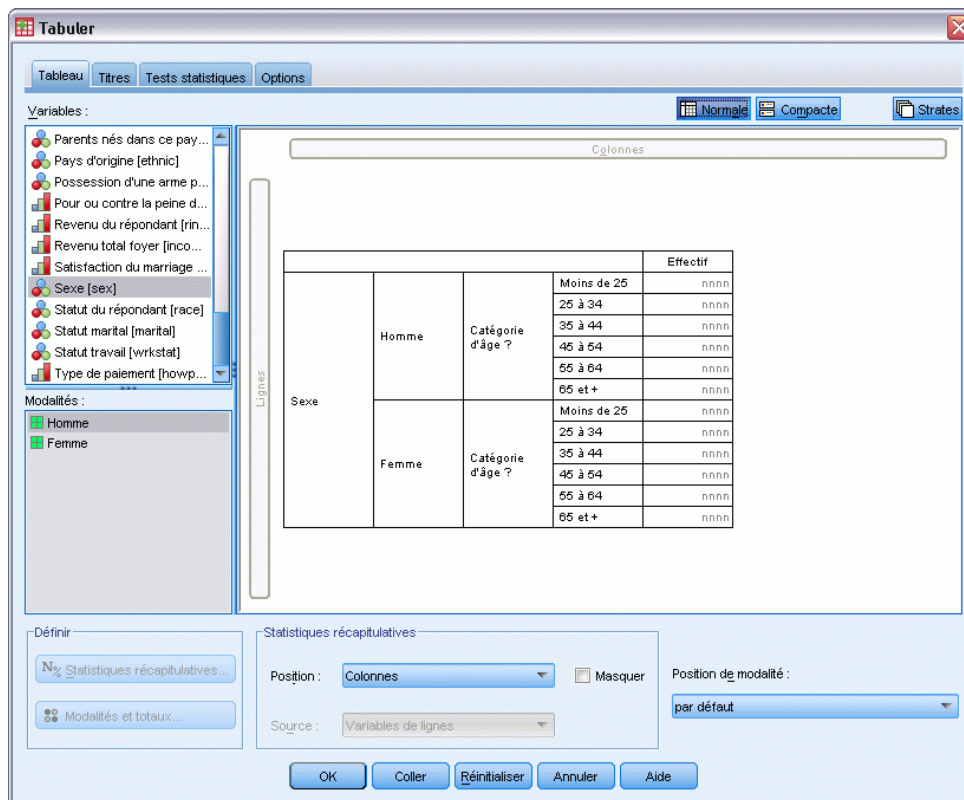 Tabuler
Tableau Titres Tests statistiques Options
Variables :
Normale Compacte Strates
Parents nés dans ce pay...
Pays d'origine [ethnic]
Possession d'une arme p...
Pour ou contre la peine d...
Revenu du répondant [rin...
Revenu total foyer [inco...
Satisfaction du marriage ...
Sexe [sex]
Statut du répondant [race]
Statut marital [marital]
Statut travail [wrkstat]
Type de paiement [howp...
Modalités :
Homme
Femme
Colonnes
Lignes
Effectif
Sexe
Homme
Catégorie
d'âge ?
Moins de 25 nnnn
25 à 34 nnnn
35 à 44 nnnn
45 à 54 nnnn
55 à 64 nnnn
65 et + nnnn
Femme
Catégorie
d'âge ?
Moins de 25 nnnn
25 à 34 nnnn
35 à 44 nnnn
45 à 54 nnnn
55 à 64 nnnn
65 et + nnnn
Définir
N% Statistiques récapitulatives...
Modalités et totaux...
Statistiques récapitulatives
Position : Colonnes Masquer
Source : Variables de lignes
Position de modalité :
par défaut
OK Coller Réinitialiser Annuler Aide